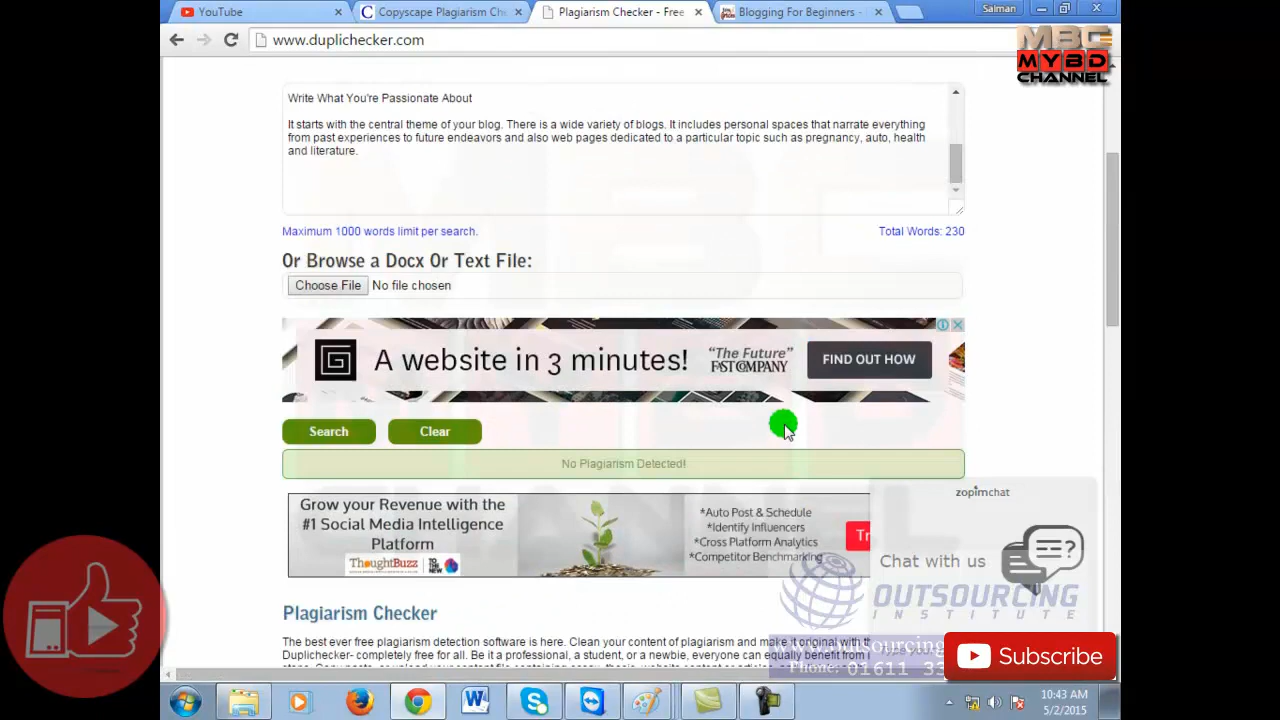 YouTube
Copyscape Plagiarism Che
Plagiarism Checker - Free
Blogging For Beginners -
Salman
www.duplichecker.com
MBC
MYBD
CHANNEL
Write What You're Passionate About
It starts with the central theme of your blog. There is a wide variety of blogs. It includes personal spaces that narrate everything
from past experiences to future endeavors and also web pages dedicated to a particular topic such as pregnancy, auto, health
and literature.
Maximum 1000 words limit per search.
Total Words: 230
Or Browse a Docx Or Text File:
Choose File No file chosen
A website in 3 minutes!
“The Future”
FAST COMPANY
FIND OUT HOW
Search
Clear
No Plagiarism Detected!
Grow your Revenue with the
#1 Social Media Intelligence
Platform
ThoughtBuzz
TO THE NEW
*Auto Post & Schedule
*Identify Influencers
*Cross Platform Analytics
*Competitor Benchmarking
zopimchat
Chat with us
OUTSOURCING
INSTITUTE
Plagiarism Checker
The best ever free plagiarism detection software is here. Clean your content of plagiarism and make it original with th
Duplichecker- completely free for all. Be it a professional, a student, or a newbie, everyone can equally benefit from
www.outsourcing
Phone: 01611 33
Subscribe
10:43 AM
5/2/2015